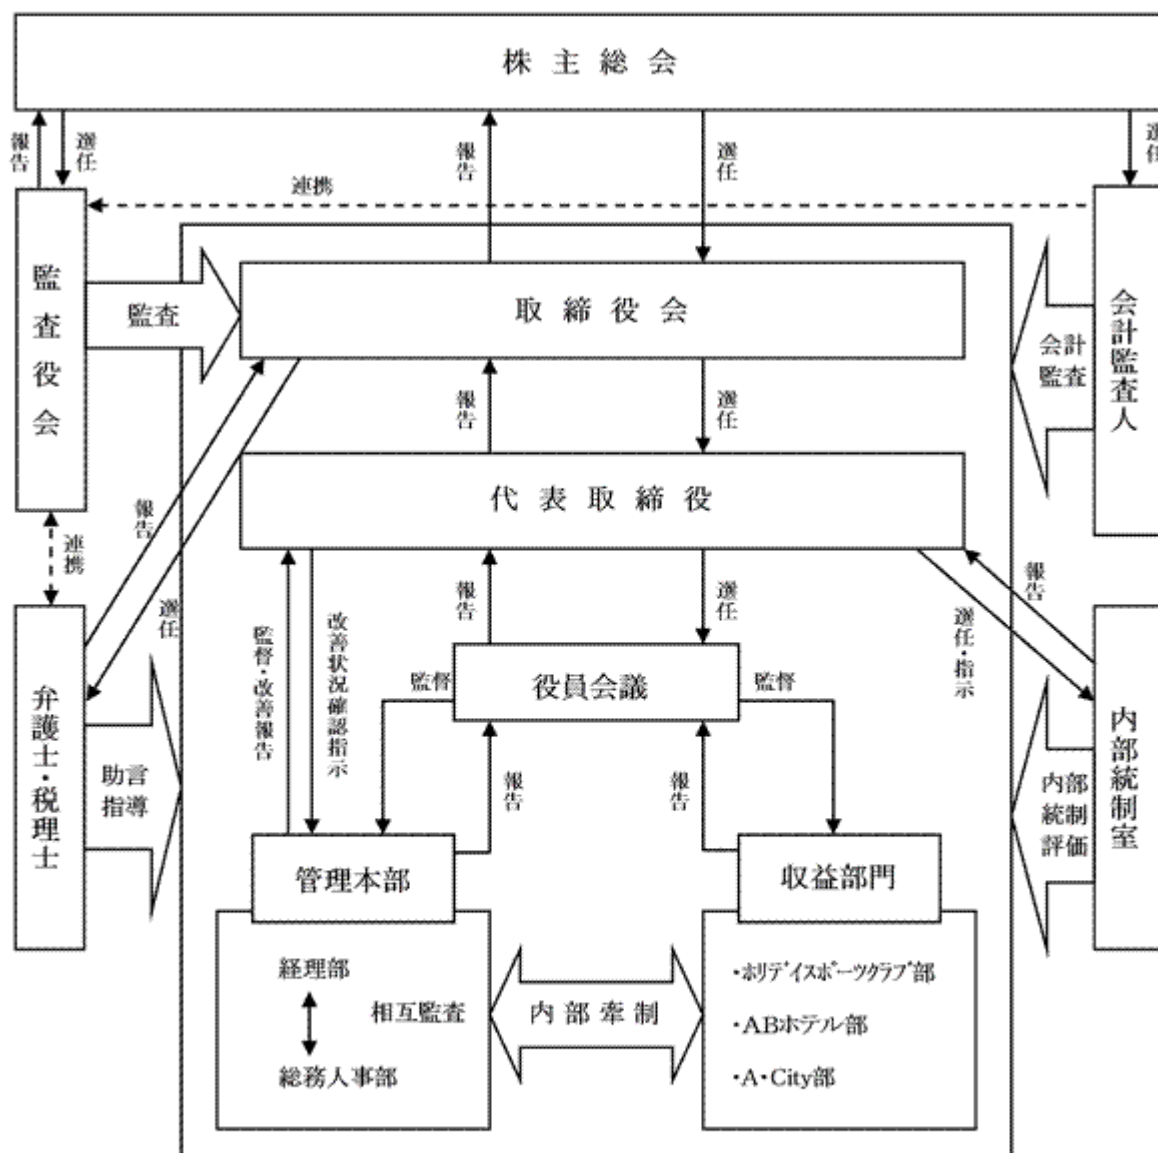 株主総会
報告
選任
報告
選任
選任
連携
監査役会
監査
取締役会
会計監査
会計監査人
報告
選任
代表取締役
報告
連携
選任
監督・改善報告
改善状況確認指示
報告
選任
報告
選任・指示
監督
役員会議
監督
弁護士・税理士
助言
指導
報告
報告
内部
統制
評価
内部統制室
管理本部
収益部門
経理部
相互監査
総務人事部
内部牽制
・ホリデイスポーツクラブ部
・ABホテル部
・A・City部